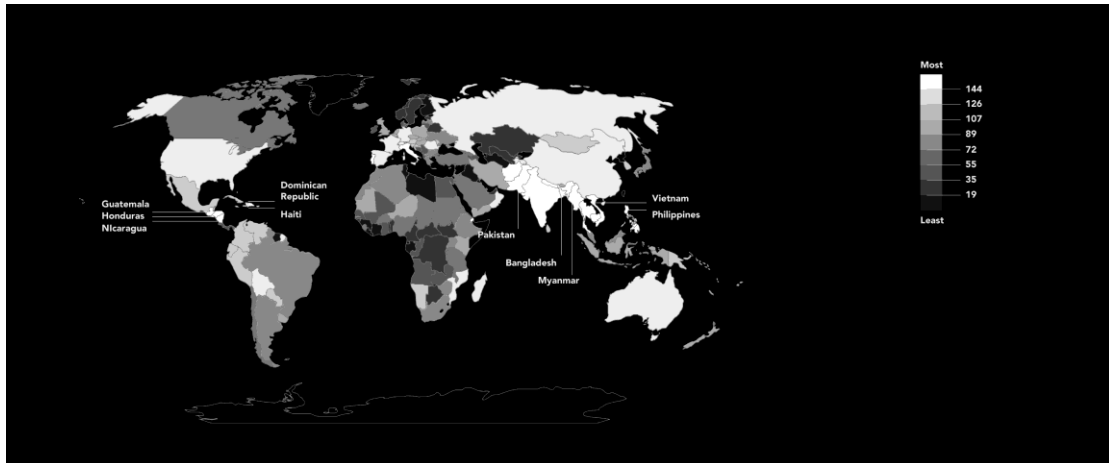 Most
144
126
107
89
72
55
35
19
Least
Dominican
Republic
Guatemala
Honduras
NIcaragua
Haiti
Pakistan
Bangladesh
Myanmar
Vietnam
Philippines